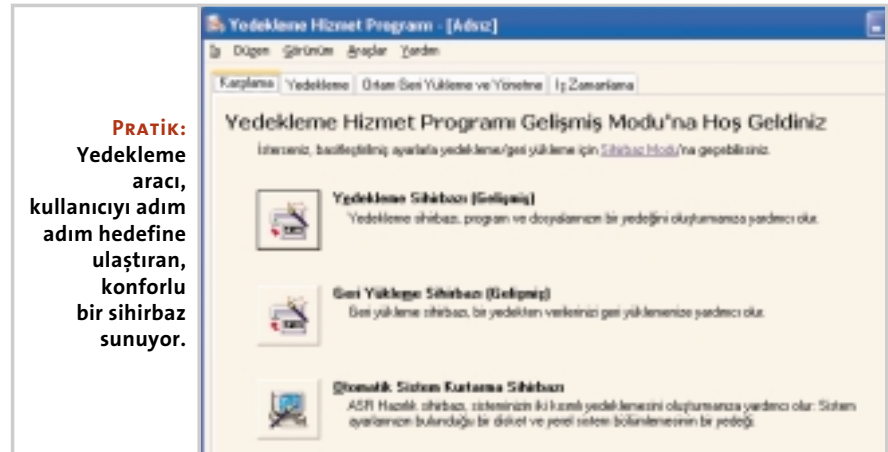 PRATİK:
Yedekleme
aracı,
kullanıcıyı adım
adım hedefine
ulaştıran,
konforlu
bir sihirbaz
sunuyor.
Yedekleme Hizmet Programı - [Adsız]
İş Düzen Görünüm Araçlar Yardım
Karşılama Yedekleme Ortam Geri Yükleme ve Yönetme İş Zamanlama
Yedekleme Hizmet Programı Gelişmiş Modu'na Hoş Geldiniz
İsterseniz, basitleştirilmiş ayarlarla yedekleme/geri yükleme için Sihirbaz Modu'na geçebilirsiniz.
Yedekleme Sihirbazı (Gelişmiş)
Yedekleme sihirbazı, program ve dosyalarınızın bir yedeğini oluşturmanıza yardımcı olur.
Geri Yükleme Sihirbazı (Gelişmiş)
Geri yükleme sihirbazı, bir yedekten verilerinizi geri yüklemenize yardımcı olur.
Otomatik Sistem Kurtarma Sihirbazı
ASR Hazırlık sihirbazı, sisteminizin iki kısımlı yedeklemesini oluşturmanıza yardımcı olur: Sistem
ayarlarınızın bulunduğu bir disket ve yerel sistem bölümlemesinin bir yedeği.